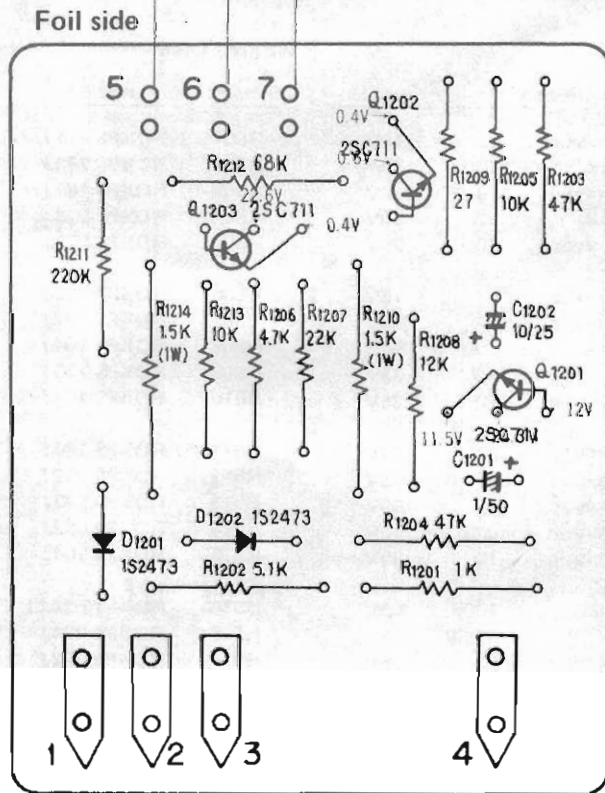 Foil side
5 6 7
Q1202
0.4V
2SC711
0.6V
R1212 68K
22.6V
Q1203 2SC711
0.4V
R1209
27
R1205
10K
R1203
47K
R1211
220K
R1214
1.5K
(1W)
R1213
10K
R1206
4.7K
R1207
22K
R1210
1.5K
(1W)
R1208
12K
C1202
10/25
+
Q1201
12V
11.5V
C1201 +
1/50
D1201
1S2473
D1202 1S2473
R1204 47K
R1202 5.1K
R1201 1K
1 2 3 4